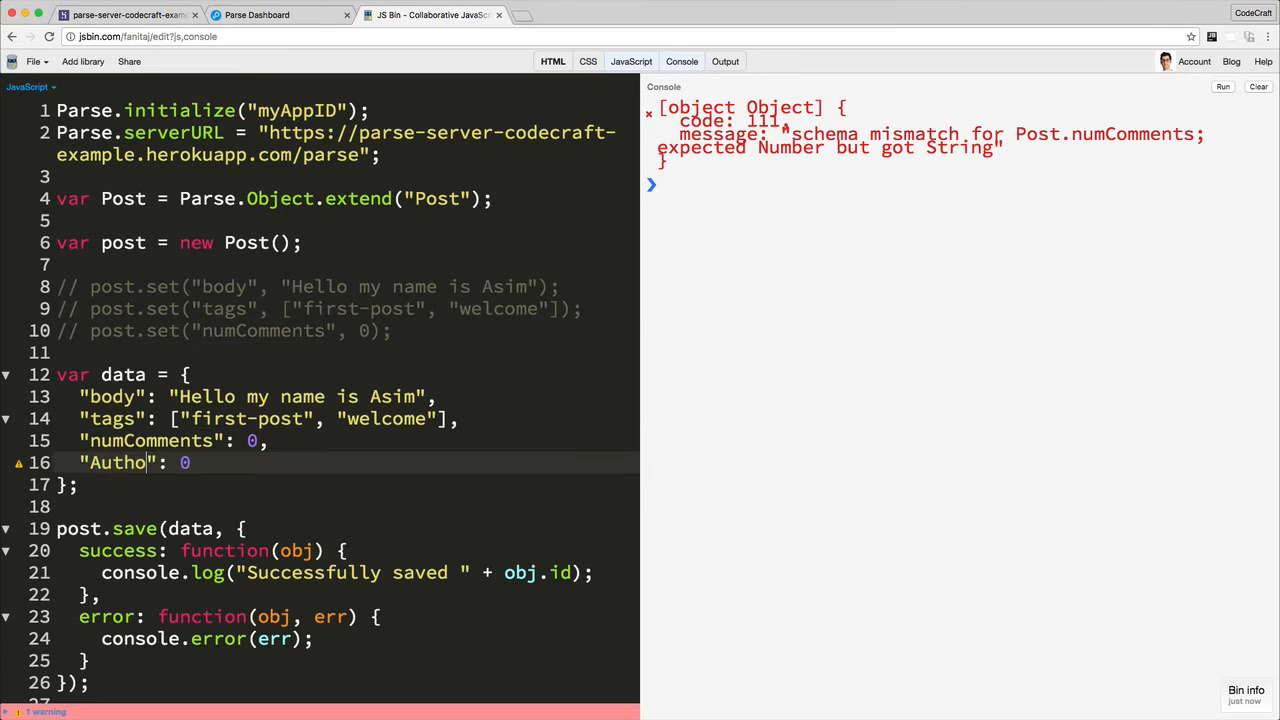 parse-server-codecraft-exam
Parse Dashboard
JS Bin - Collaborative JavaScr
CodeCraft
jsbin.com/fanitaj/edit?js,console
File
Add library
Share
HTML
CSS
JavaScript
Console
Output
Account
Blog
Help
JavaScript
Console
Run
Clear
1 Parse.initialize("myAppID");
2 Parse.serverURL = "https://parse-server-codecraft-
example.herokuapp.com/parse";
3
4 var Post = Parse.Object.extend("Post");
5
6 var post = new Post();
7
8 // post.set("body", "Hello my name is Asim");
9 // post.set("tags", ["first-post", "welcome"]);
10 // post.set("numComments", 0);
11
12 var data = {
13 "body": "Hello my name is Asim",
14 "tags": ["first-post", "welcome"],
15 "numComments": 0,
16 "Autho": 0
17 };
18
19 post.save(data, {
20 success: function(obj) {
21 console.log("Successfully saved " + obj.id);
22 },
23 error: function(obj, err) {
24 console.error(err);
25 }
26 });
27
1 warning
[object Object] {
code: 111,
message: "schema mismatch for Post.numComments;
expected Number but got String"
}
Bin info
just now